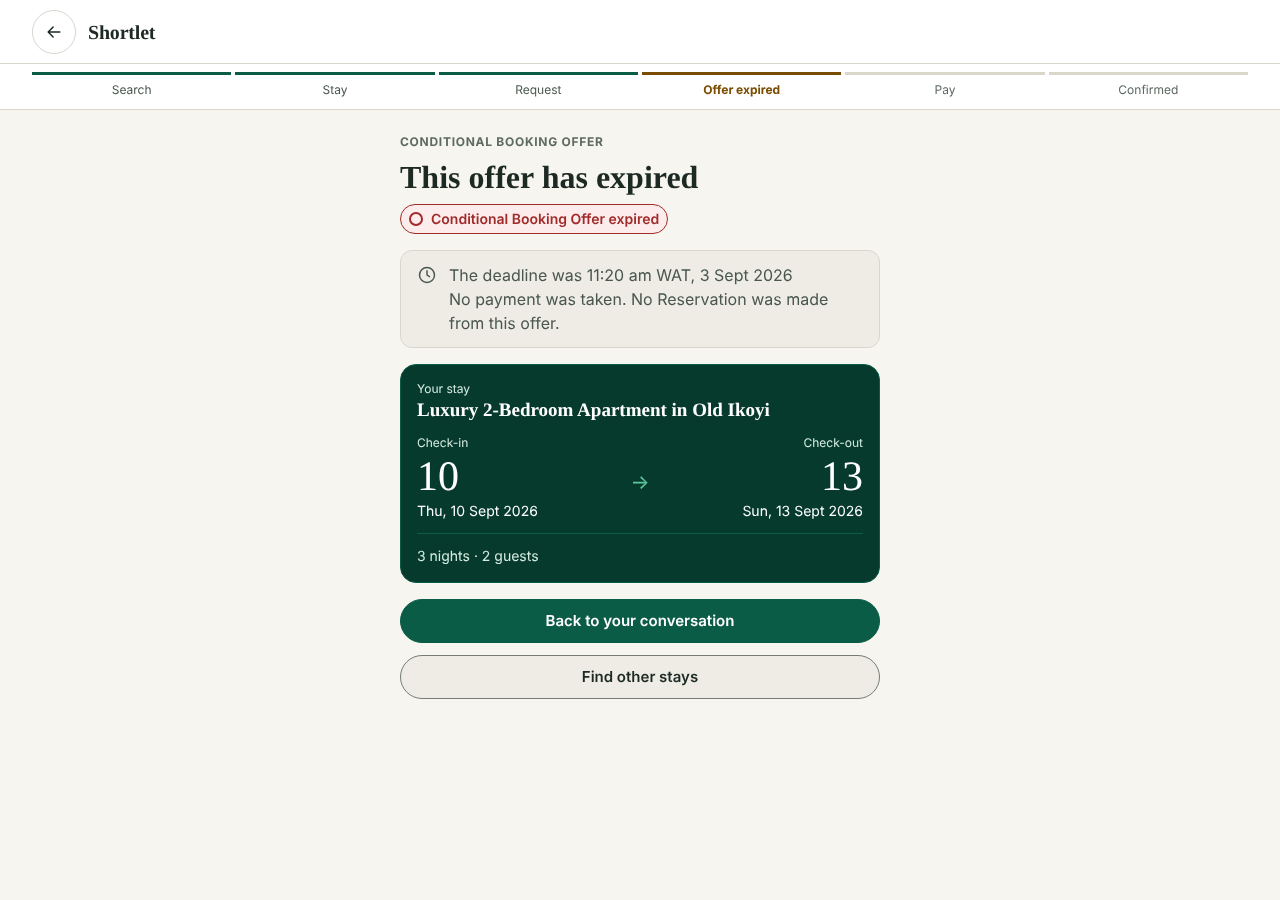 Shortlet
Search
Stay
Request
Offer expired
Pay
Confirmed
CONDITIONAL BOOKING OFFER
This offer has expired
Conditional Booking Offer expired
The deadline was 11:20 am WAT, 3 Sept 2026
No payment was taken. No Reservation was made
from this offer.
Your stay
Luxury 2-Bedroom Apartment in Old Ikoyi
Check-in
Check-out
10
→
13
Thu, 10 Sept 2026
Sun, 13 Sept 2026
3 nights · 2 guests
Back to your conversation
Find other stays